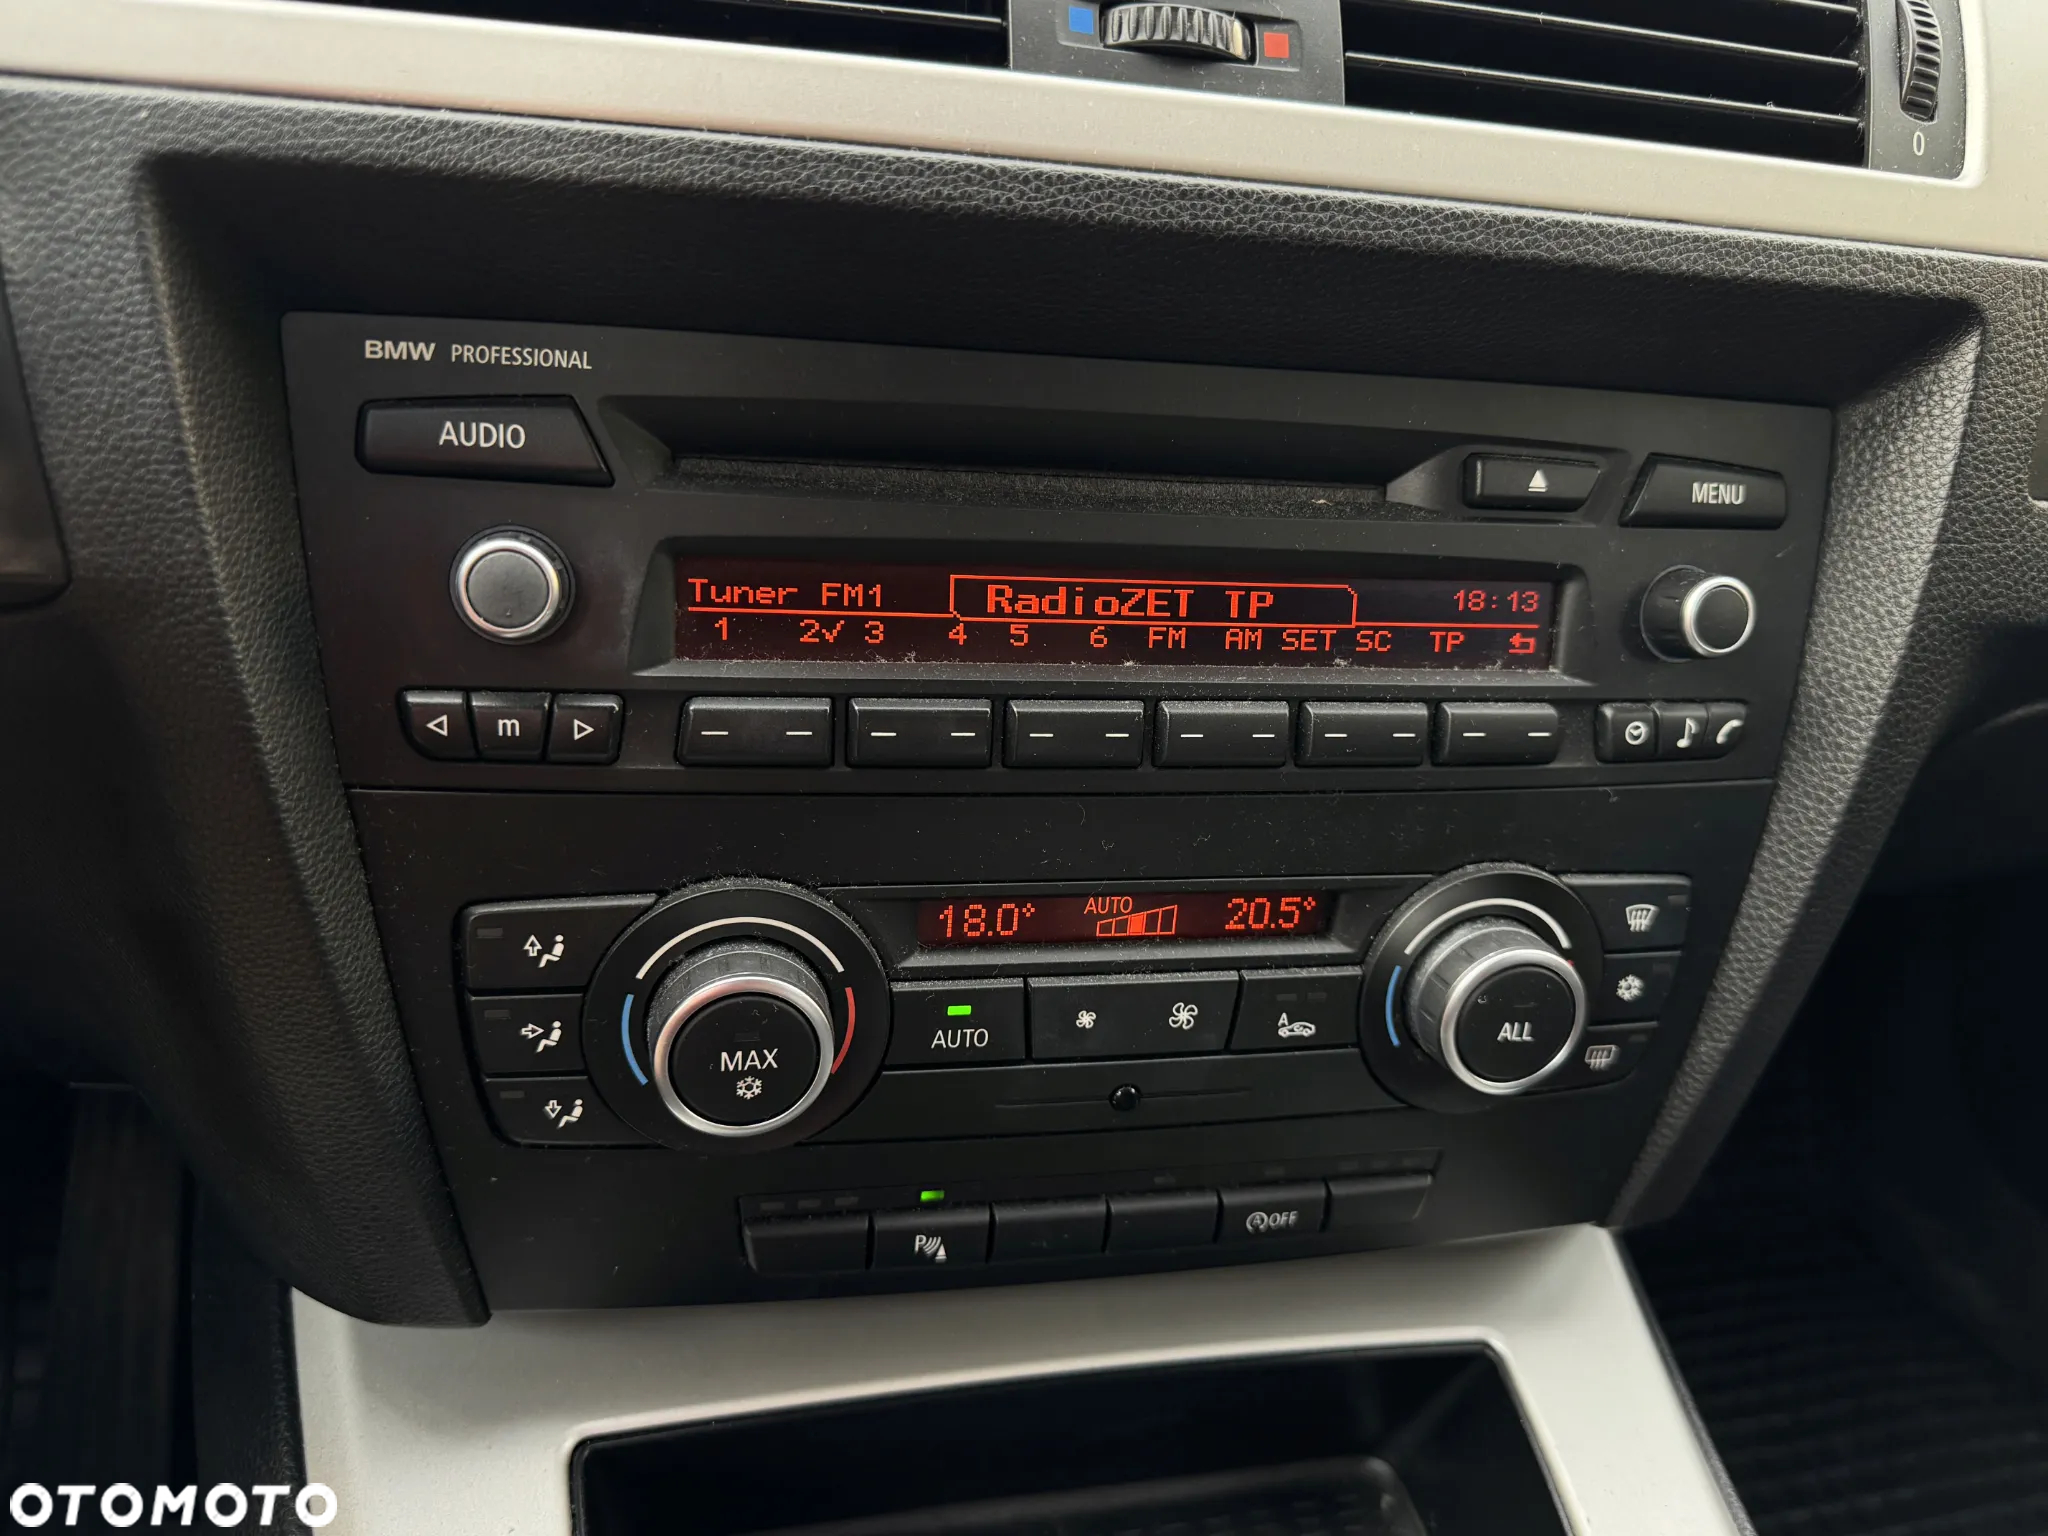 0
BMW PROFESSIONAL
AUDIO
MENU
Tuner FM1 RadioZET TP 18:13
1 2✓ 3 4 5 6 FM AM SET SC TP
m
18.0° AUTO 20.5°
AUTO
A
MAX
ALL
P
A OFF
OTOMOTO